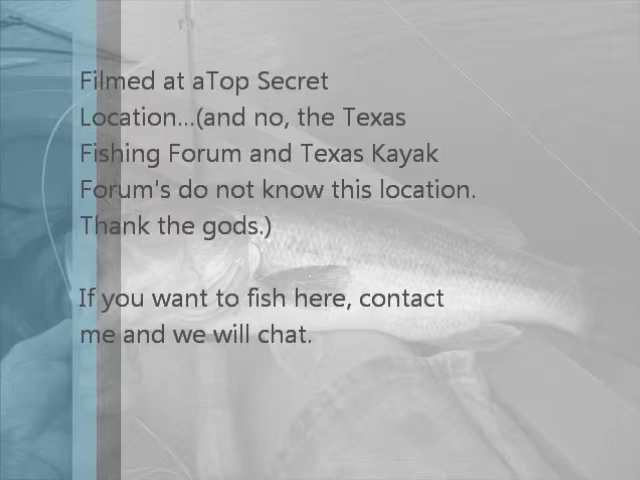 Filmed at aTop Secret
Location...(and no, the Texas
Fishing Forum and Texas Kayak
Forum's do not know this location.
Thank the gods.)
If you want to fish here, contact
me and we will chat.